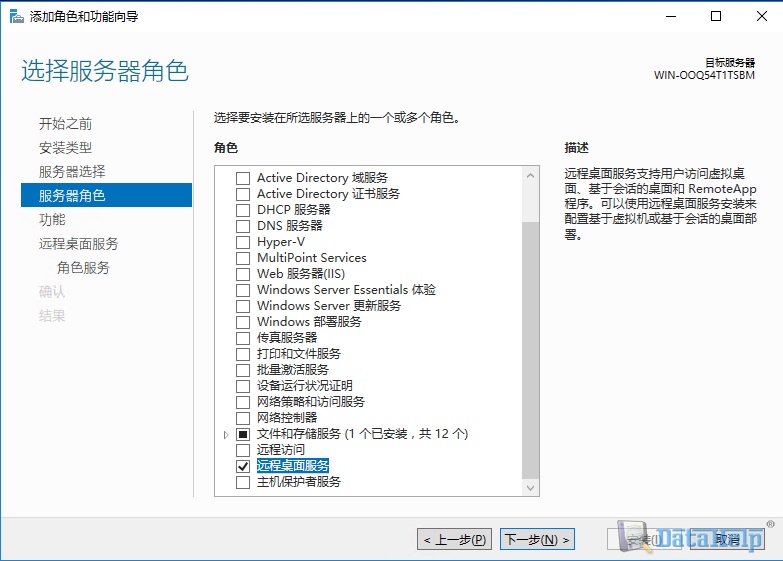 添加角色和功能向导
选择服务器角色
目标服务器
WIN-OOQ54T1TSBM
开始之前
安装类型
服务器选择
服务器角色
功能
远程桌面服务
角色服务
确认
结果
选择要安装在所选服务器上的一个或多个角色。
角色
Active Directory 域服务
Active Directory 证书服务
DHCP 服务器
DNS 服务器
Hyper-V
MultiPoint Services
Web 服务器(IIS)
Windows Server Essentials 体验
Windows Server 更新服务
Windows 部署服务
传真服务器
打印和文件服务
批量激活服务
设备运行状况证明
网络策略和访问服务
网络控制器
文件和存储服务 (1 个已安装，共 12 个)
远程访问
远程桌面服务
主机保护者服务
描述
远程桌面服务支持用户访问虚拟桌
面、基于会话的桌面和 RemoteApp
程序。可以使用远程桌面服务安装来
配置基于虚拟机或基于会话的桌面部
署。
< 上一步(P)
下一步(N) >
安装(I)
取消
DataHelp
®